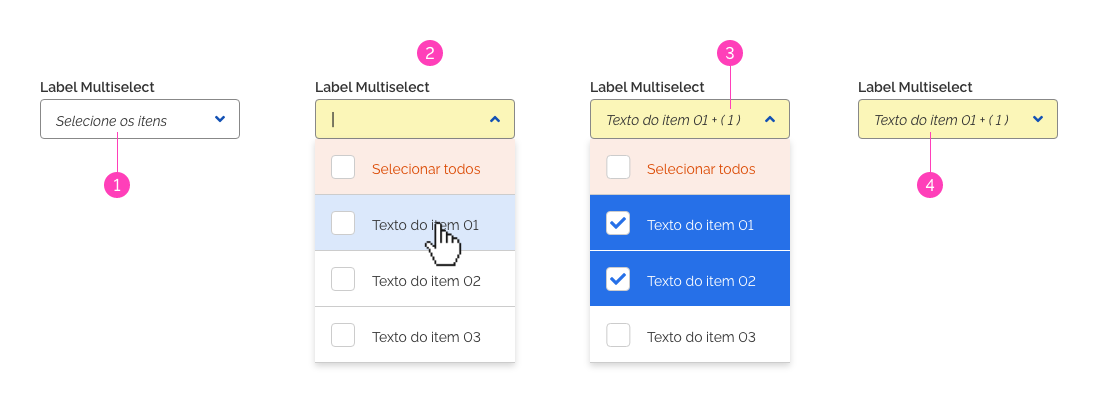 2
3
Label Multiselect
Label Multiselect
Label Multiselect
Label Multiselect
Selecione os itens
Texto do item 01 + ( 1 )
Texto do item 01 + ( 1 )
1
4
Selecionar todos
Texto do item 01
Texto do item 02
Texto do item 03
Selecionar todos
Texto do item 01
Texto do item 02
Texto do item 03